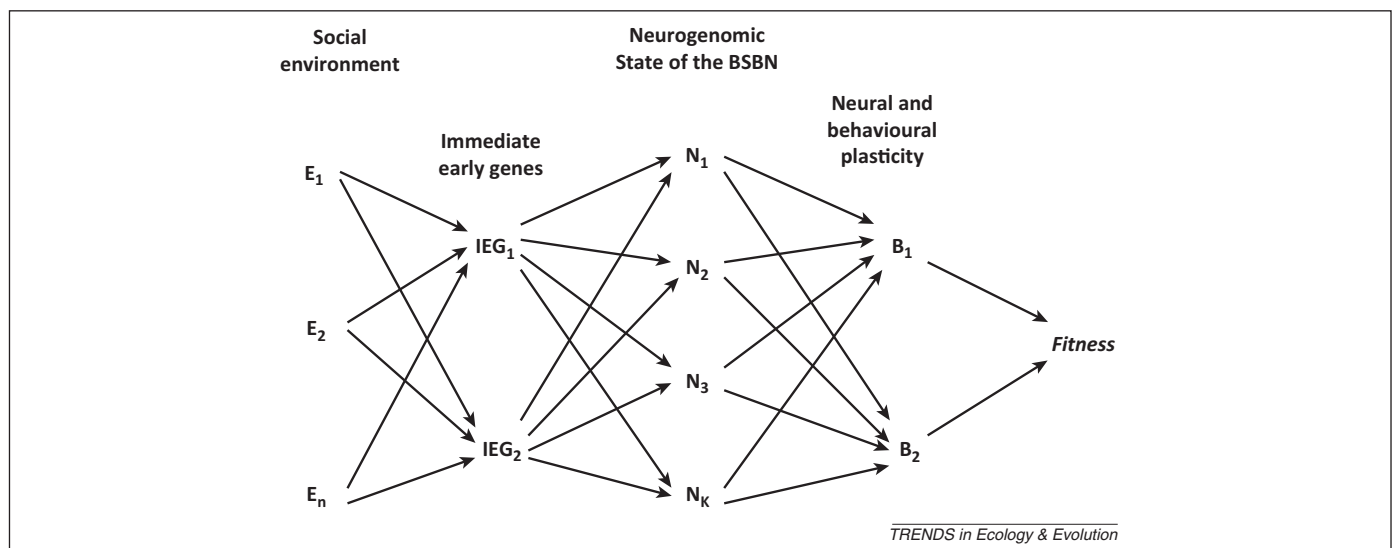 Social
environment
Neurogenomic
State of the BSBN
Immediate
early genes
Neural and
behavioural
plasticity
E1
E2
En
IEG1
IEG2
N1
N2
N3
NK
B1
B2
Fitness
TRENDS in Ecology & Evolution